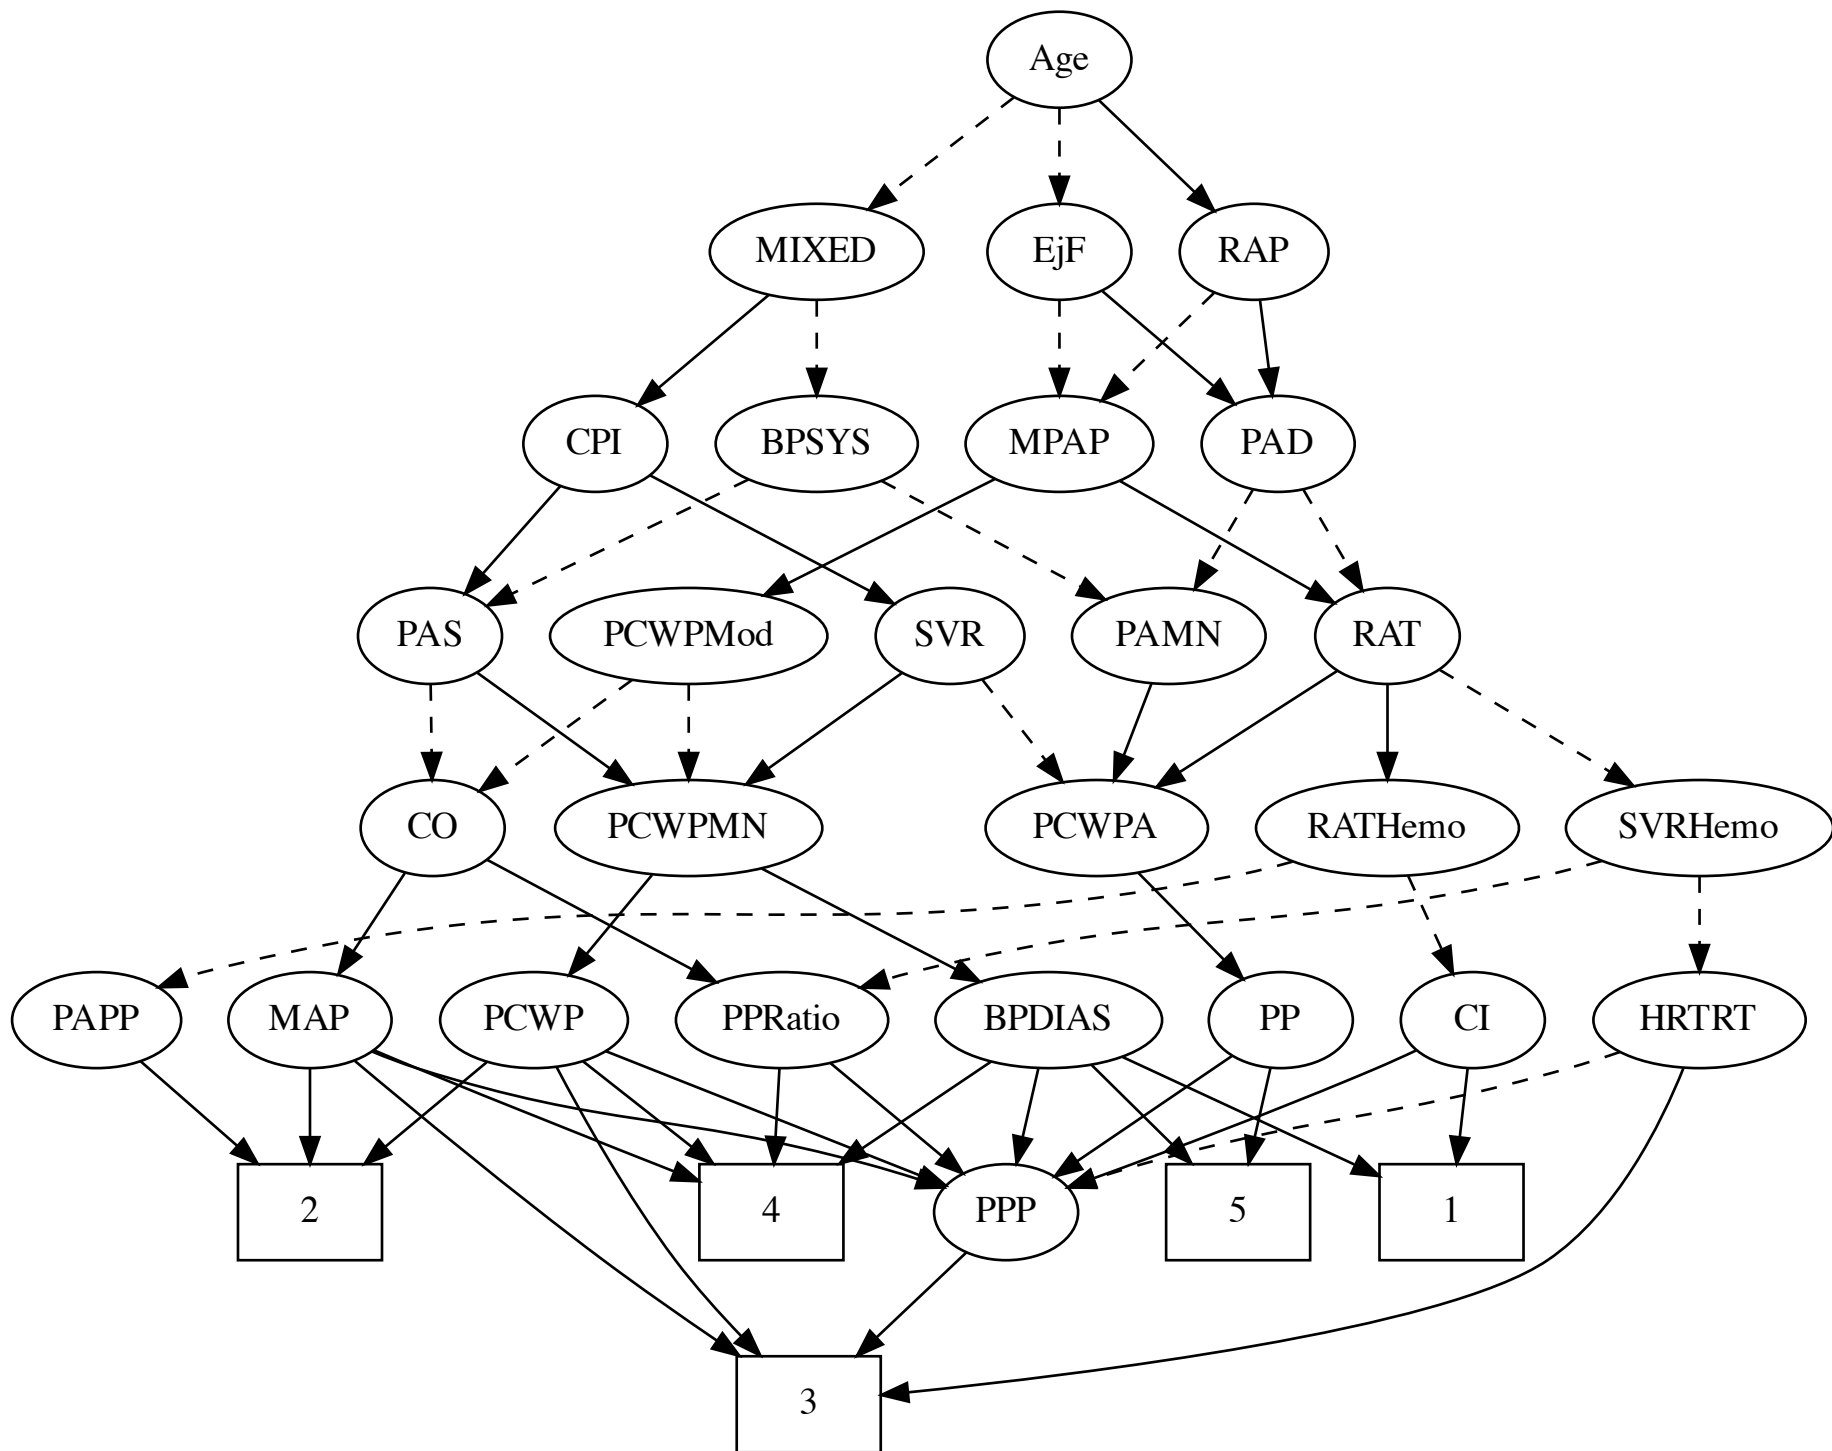 Age
MIXED
EjF
RAP
CPI
BPSYS
MPAP
PAD
PAS
PCWPMod
SVR
PAMN
RAT
CO
PCWPMN
PCWPA
RATHemo
SVRHemo
PAPP
MAP
PCWP
PPRatio
BPDIAS
PP
CI
HRTRT
2
4
PPP
5
1
3